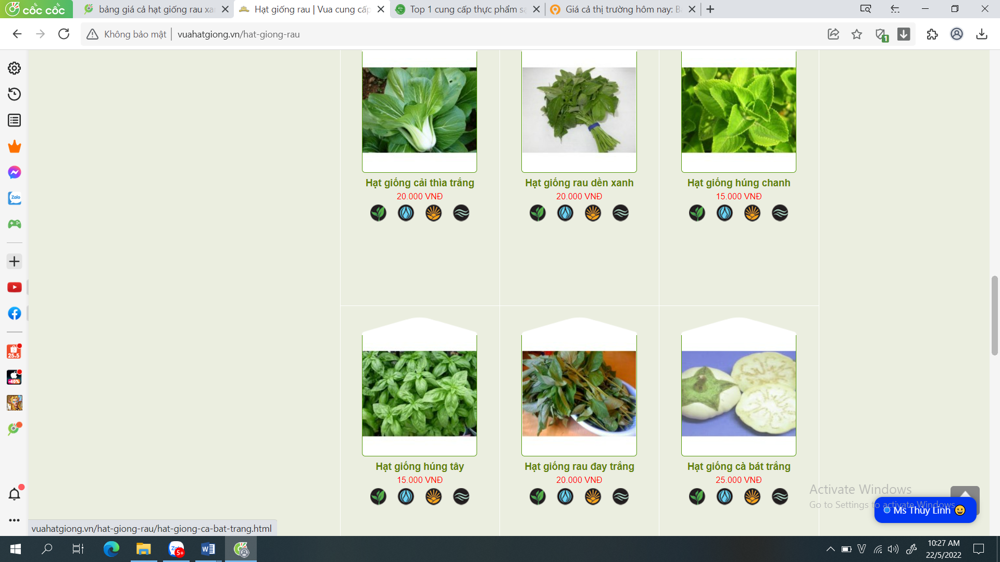 cốc cốc
bảng giá cả hạt giống rau xa
Hạt giống rau | Vua cung cấp
Top 1 cung cấp thực phẩm sạ
Giá cả thị trường hôm nay: B
Không bảo mật
vuahatgiong.vn/hat-giong-rau
1
Hạt giống cải thìa trắng
20.000 VNĐ
Hạt giống rau dền xanh
20.000 VNĐ
Hạt giống húng chanh
15.000 VNĐ
Zalo
25.5
-40%
Hạt giống húng tây
15.000 VNĐ
Hạt giống rau đay trắng
20.000 VNĐ
Hạt giống cà bát trắng
25.000 VNĐ
Activate Windows
Go to Settings to activate Windows.
Ms Thùy Linh
vuahatgiong.vn/hat-giong-rau/hat-giong-ca-bat-trang.html
5+
V
10:27 AM
22/5/2022